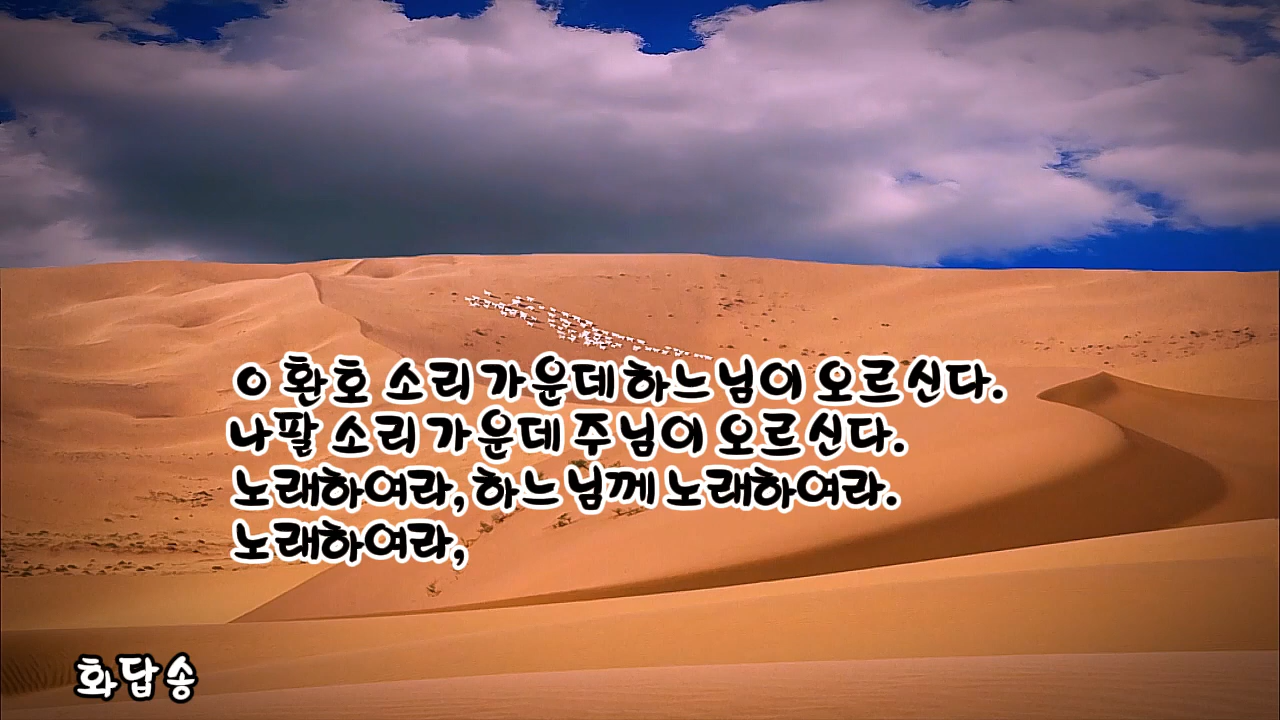 ○ 환호 소리 가운데 하느님이 오르신다.
나팔 소리 가운데 주님이 오르신다.
노래하여라, 하느님께 노래하여라.
노래하여라,
화답송